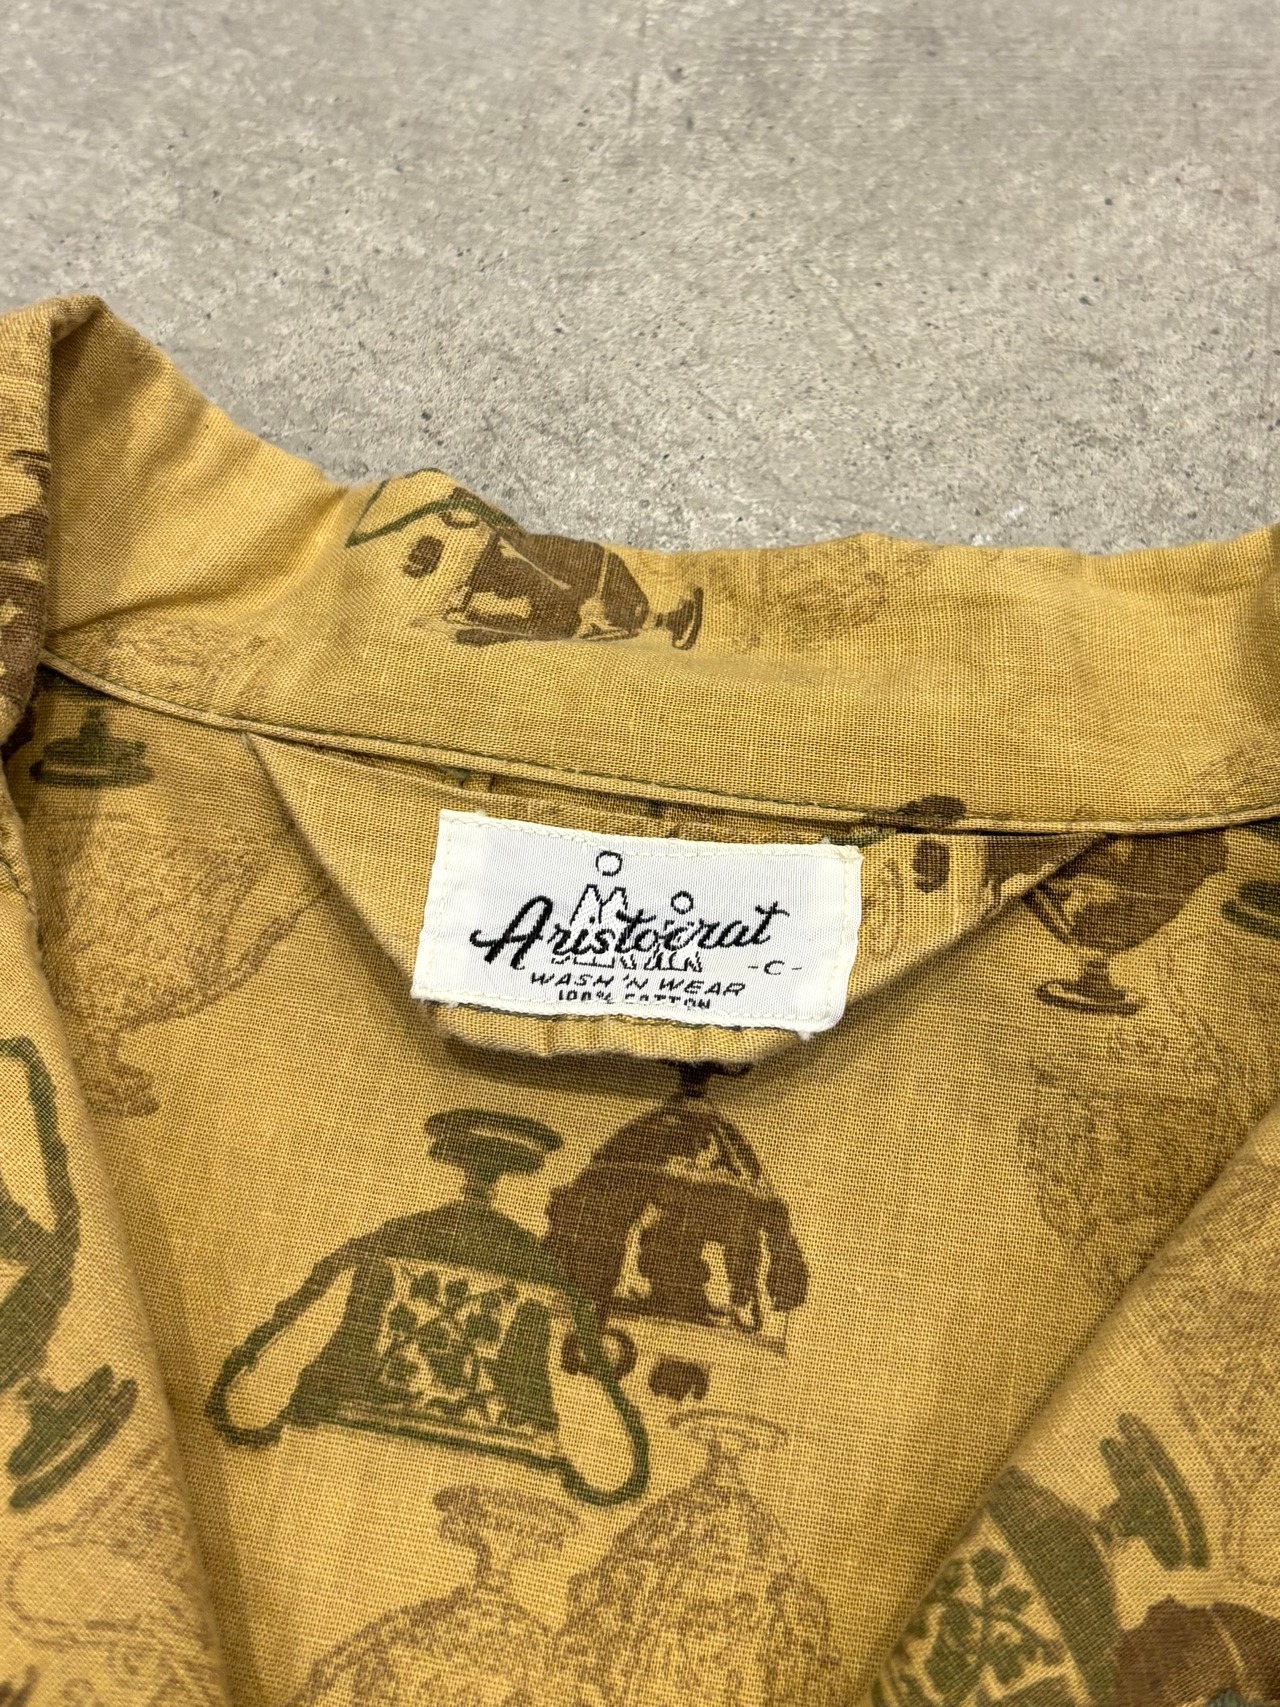 Aristocrat
-C-
WASH'N WEAR
100% COTTON